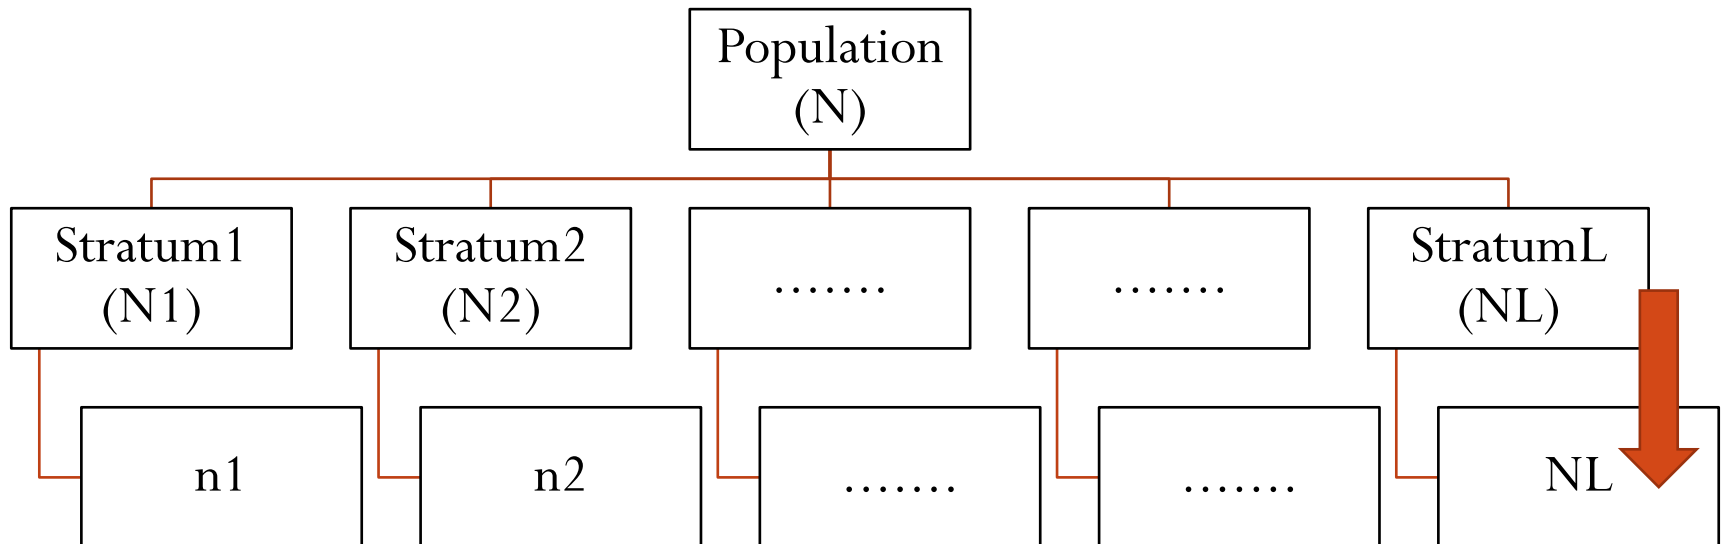 Population
(N)
Stratum1
(N1)
Stratum2
(N2)
.......
.......
StratumL
(NL)
n1
n2
.......
.......
NL